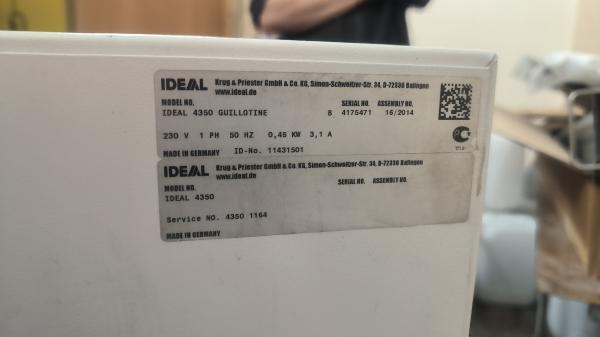 IDEAL Krug & Priester GmbH & Co. KG, Simon-Schweitzer-Str. 34, D-72336 Balingen
www.ideal.de
MODEL NO. SERIAL NO. ASSEMBLY NO.
IDEAL 4350 GUILLOTINE 8 4175471 16/2014
230 V 1 PH 50 HZ 0,45 KW 3,1 A
MADE IN GERMANY ID-No. 11431501
IDEAL Krug & Priester GmbH & Co. KG, Simon-Schweitzer-Str. 34, D-72336 Balingen
www.ideal.de
MODEL NO. SERIAL NO. ASSEMBLY NO.
IDEAL 4350
Service NO. 4350 1164
MADE IN GERMANY